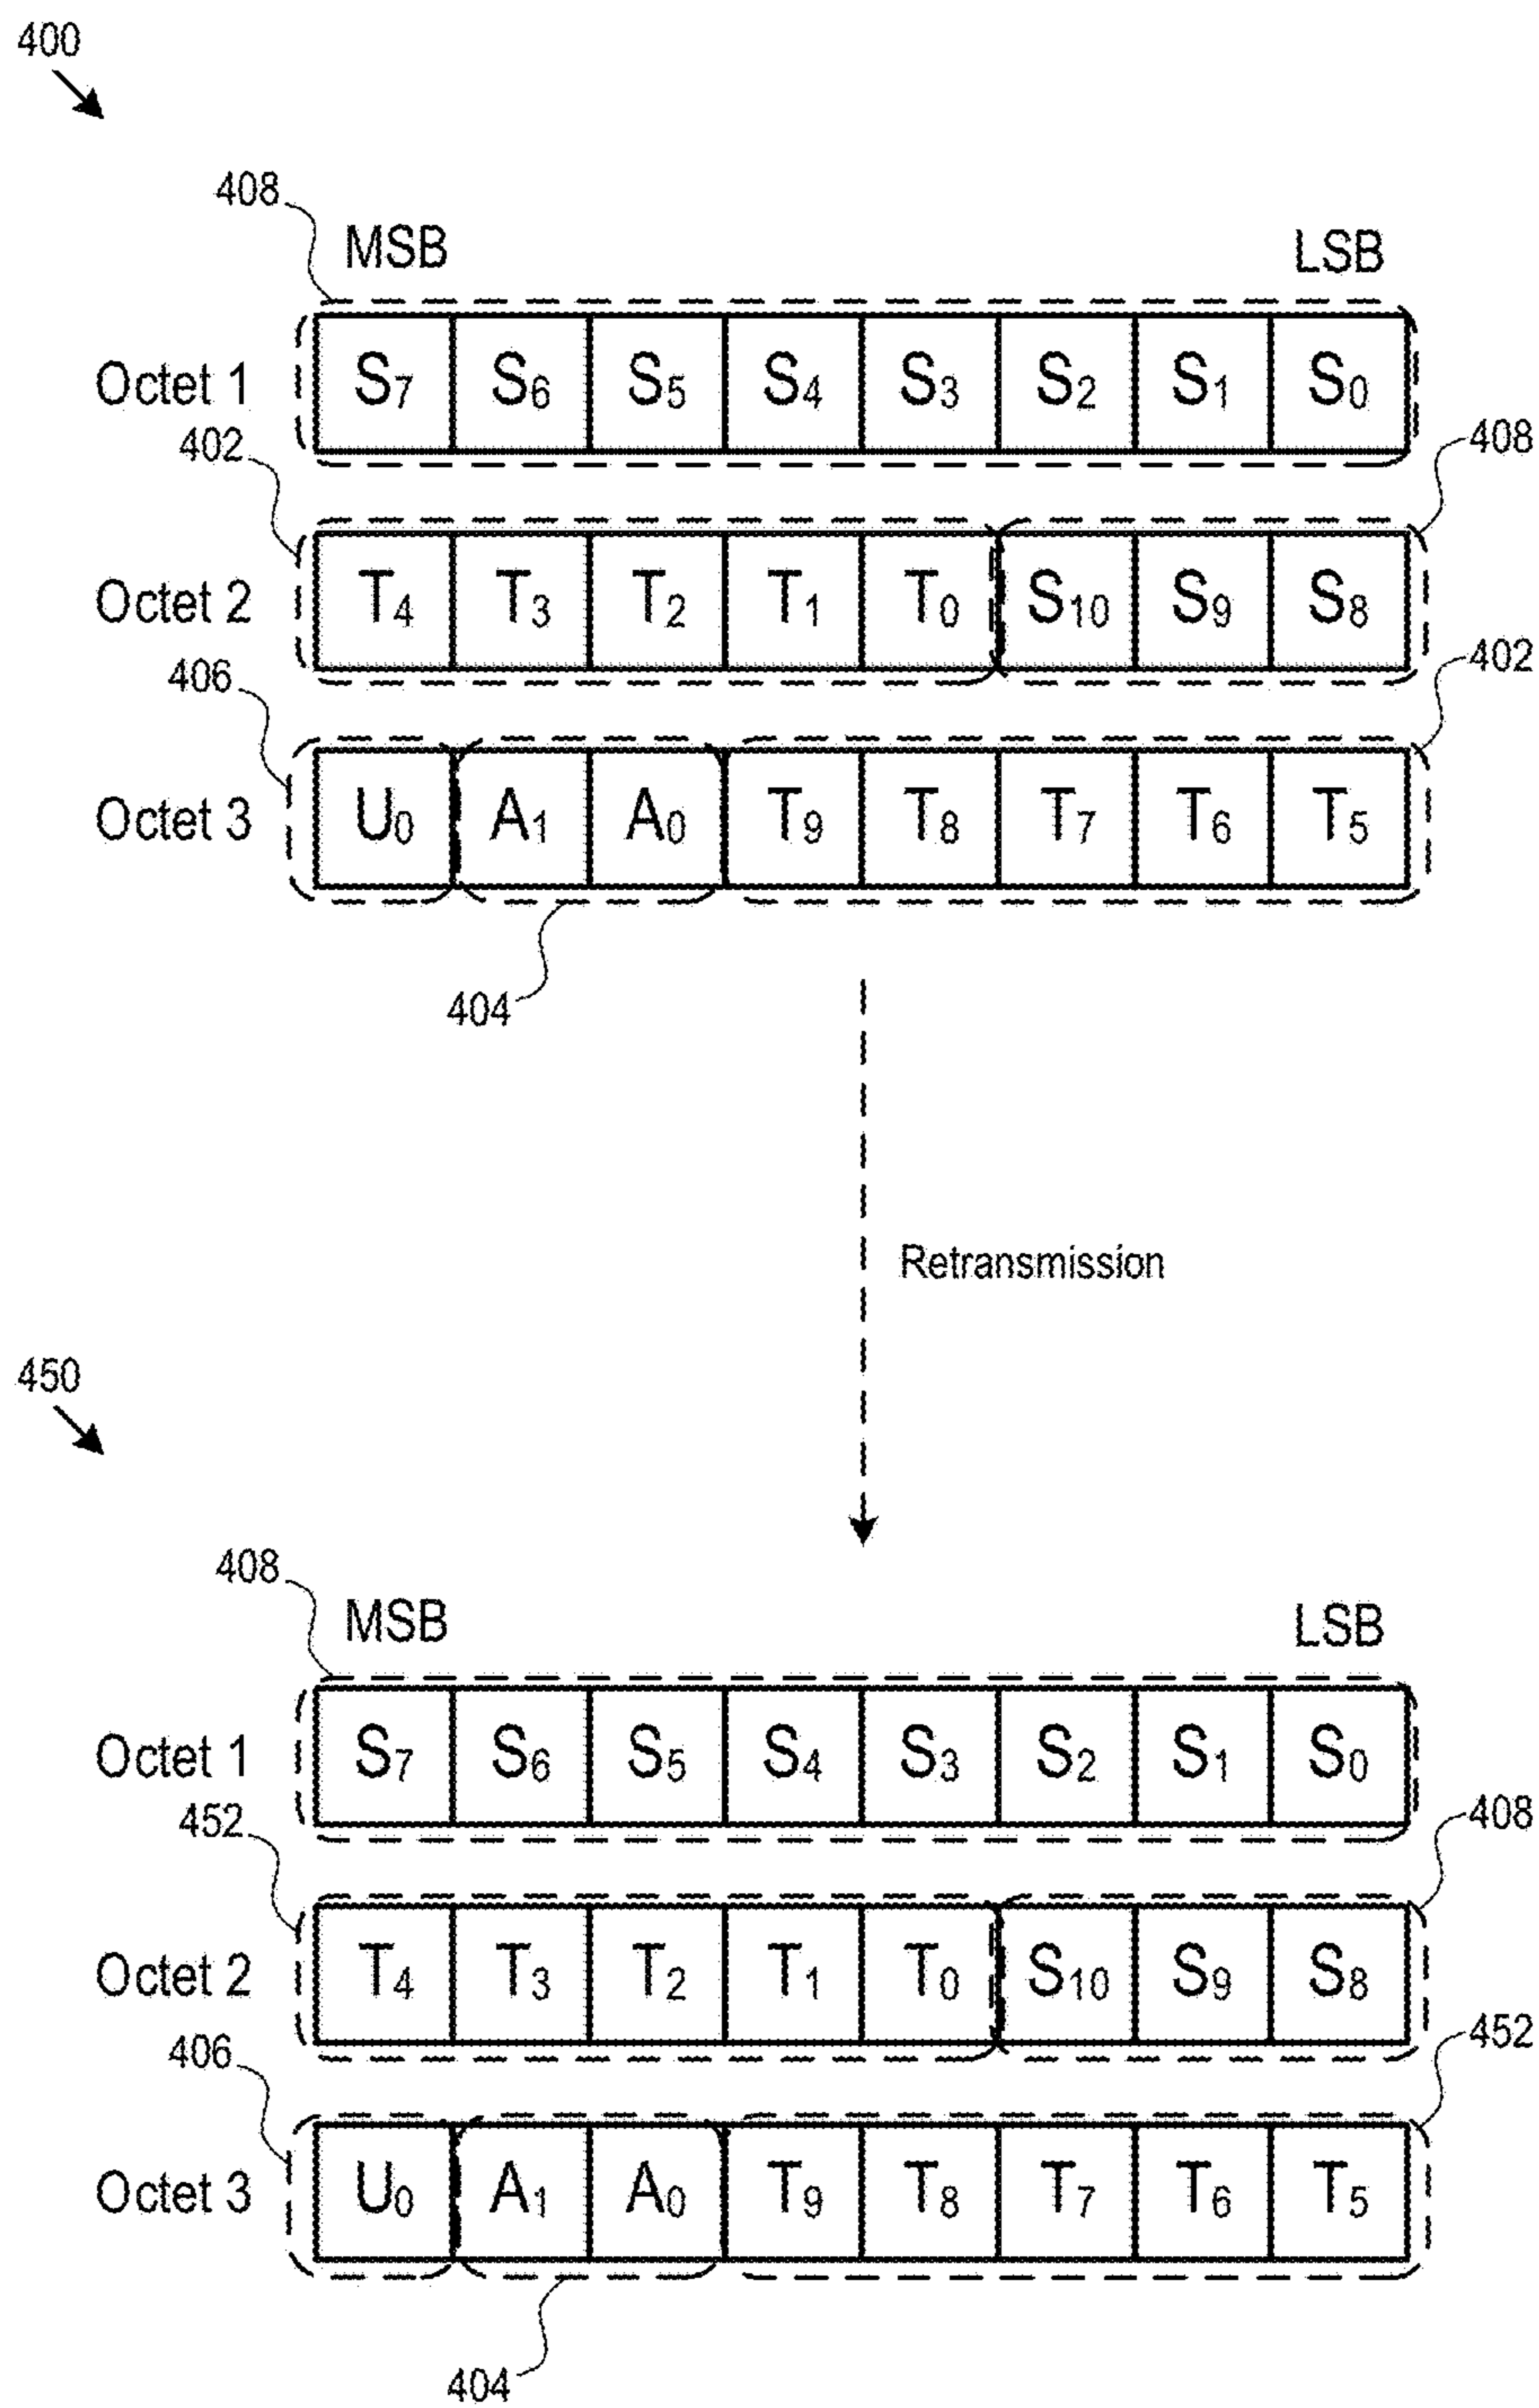 400
408
MSB LSB
Octet 1 S7 S6 S5 S4 S3 S2 S1 S0
402 408
Octet 2 T4 T3 T2 T1 T0 S10 S9 S8
406 402
Octet 3 U0 A1 A0 T9 T8 T7 T6 T5
404
Retransmission
450
408
MSB LSB
Octet 1 S7 S6 S5 S4 S3 S2 S1 S0
452 408
Octet 2 T4 T3 T2 T1 T0 S10 S9 S8
406 452
Octet 3 U0 A1 A0 T9 T8 T7 T6 T5
404